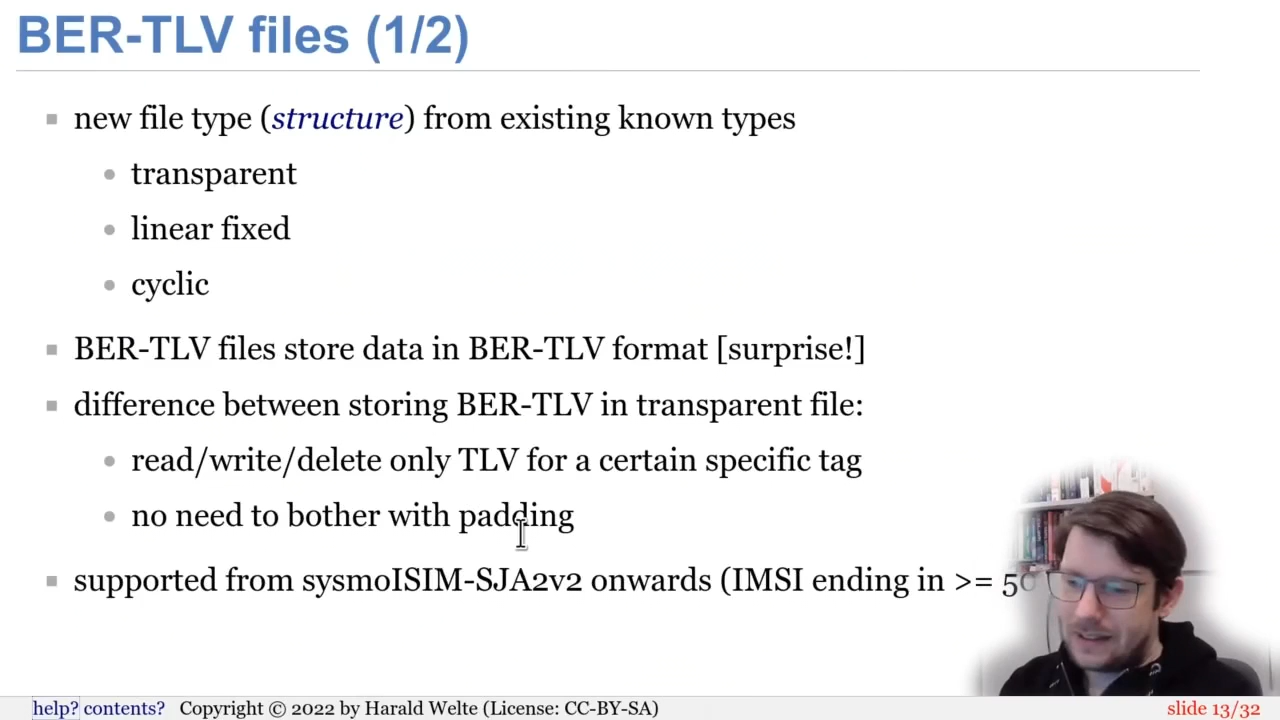 BER-TLV files (1/2)
new file type (structure) from existing known types
transparent
linear fixed
cyclic
BER-TLV files store data in BER-TLV format [surprise!]
difference between storing BER-TLV in transparent file:
read/write/delete only TLV for a certain specific tag
no need to bother with padding
supported from sysmoISIM-SJA2v2 onwards (IMSI ending in >=
help? contents? Copyright © 2022 by Harald Welte (License: CC-BY-SA) slide 13/32